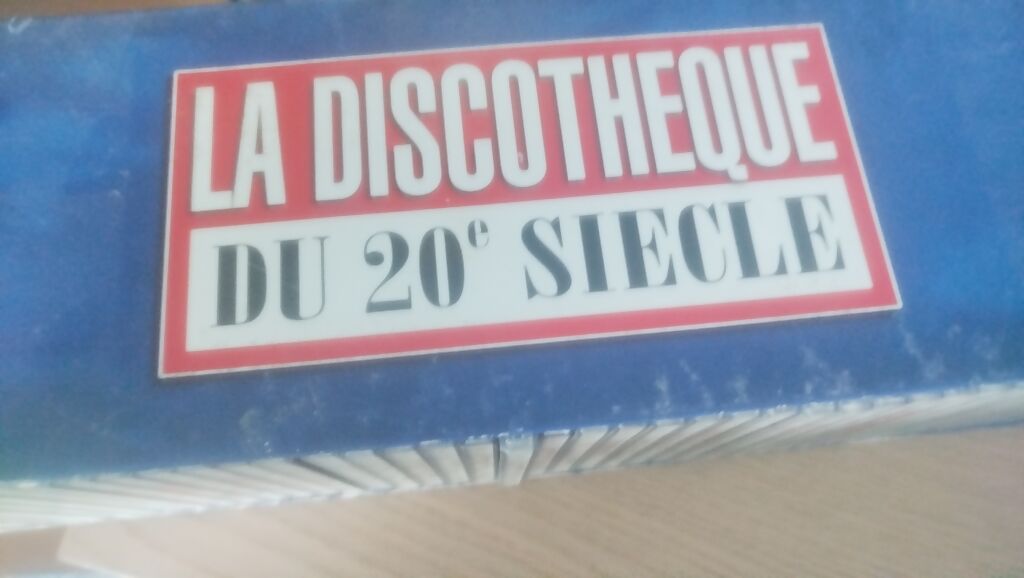 LA DISCOTHEQUE
DU 20e SIECLE